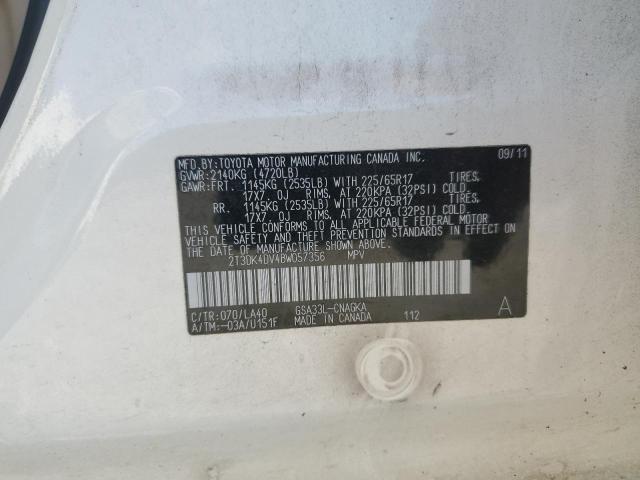 MFD.BY:TOYOTA MOTOR MANUFACTURING CANADA INC. 09/11
GVWR: 2140KG (4720LB)
GAWR:FRT. 1145KG (2535LB) WITH 225/65R17 TIRES,
17X7 OJ RIMS, AT 220KPA (32PSI) COLD.
RR. 1145KG (2535LB) WITH 225/65R17 TIRES,
17X7 OJ RIMS, AT 220KPA (32PSI) COLD.
THIS VEHICLE CONFORMS TO ALL APPLICABLE FEDERAL MOTOR
VEHICLE SAFETY AND THEFT PREVENTION STANDARDS IN EFFECT ON
THE DATE OF MANUFACTURE SHOWN ABOVE.
2T3DK4DV4BW057356 MPV
C/TR:070/LA40 GSA33L-CNAGKA A
A/TM:-03A/U151F MADE IN CANADA 112